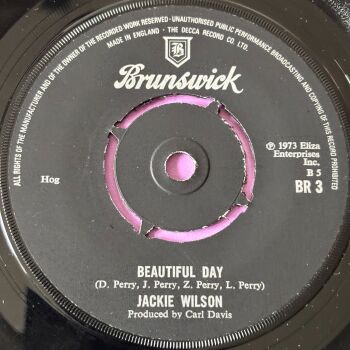 ALL RIGHTS OF THE MANUFACTURER AND OF THE OWNER OF THE RECORDED WORK RESERVED · UNAUTHORISED PUBLIC PERFORMANCE BROADCASTING AND COPYING OF THIS RECORD PROHIBITED
MADE IN ENGLAND · THE DECCA RECORD CO. LTD.
B
Brunswick
Hog
℗ 1973 Eliza
Enterprises
Inc.
B 5
BR 3
BEAUTIFUL DAY
(D. Perry, J. Perry, Z. Perry, L. Perry)
JACKIE WILSON
Produced by Carl Davis